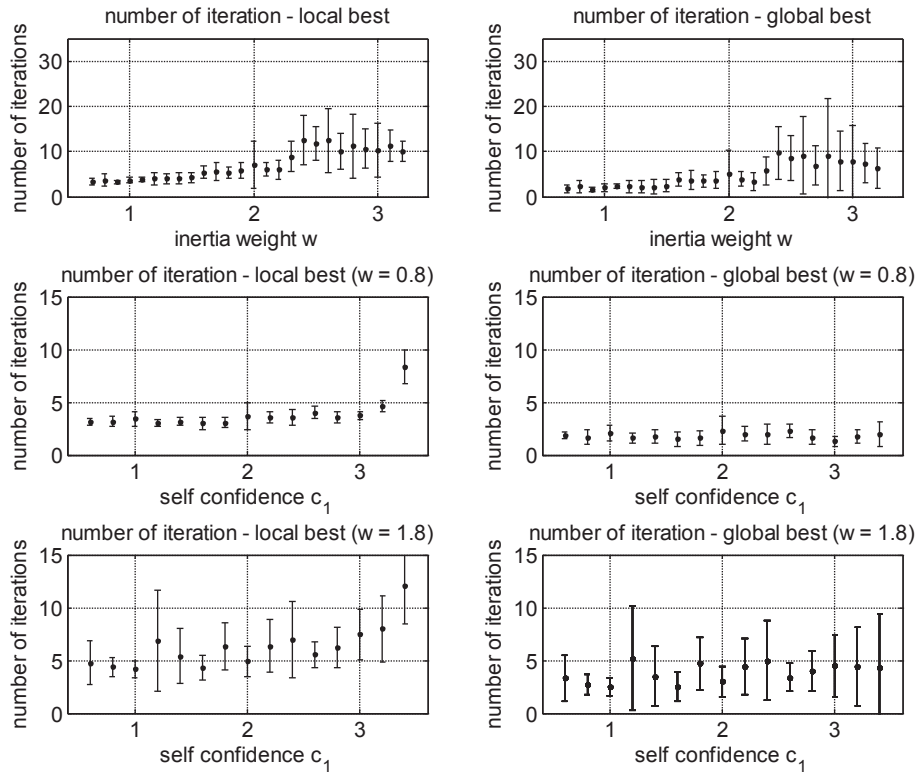 number of iteration - local best
number of iterations
30
20
10
0
1
2
3
inertia weight w
number of iteration - global best
number of iterations
30
20
10
0
1
2
3
inertia weight w
number of iteration - local best (w = 0.8)
number of iterations
15
10
5
0
1
2
3
self confidence c1
number of iteration - global best (w = 0.8)
number of iterations
15
10
5
0
1
2
3
self confidence c1
number of iteration - local best (w = 1.8)
number of iterations
15
10
5
0
1
2
3
self confidence c1
number of iteration - global best (w = 1.8)
number of iterations
15
10
5
0
1
2
3
self confidence c1